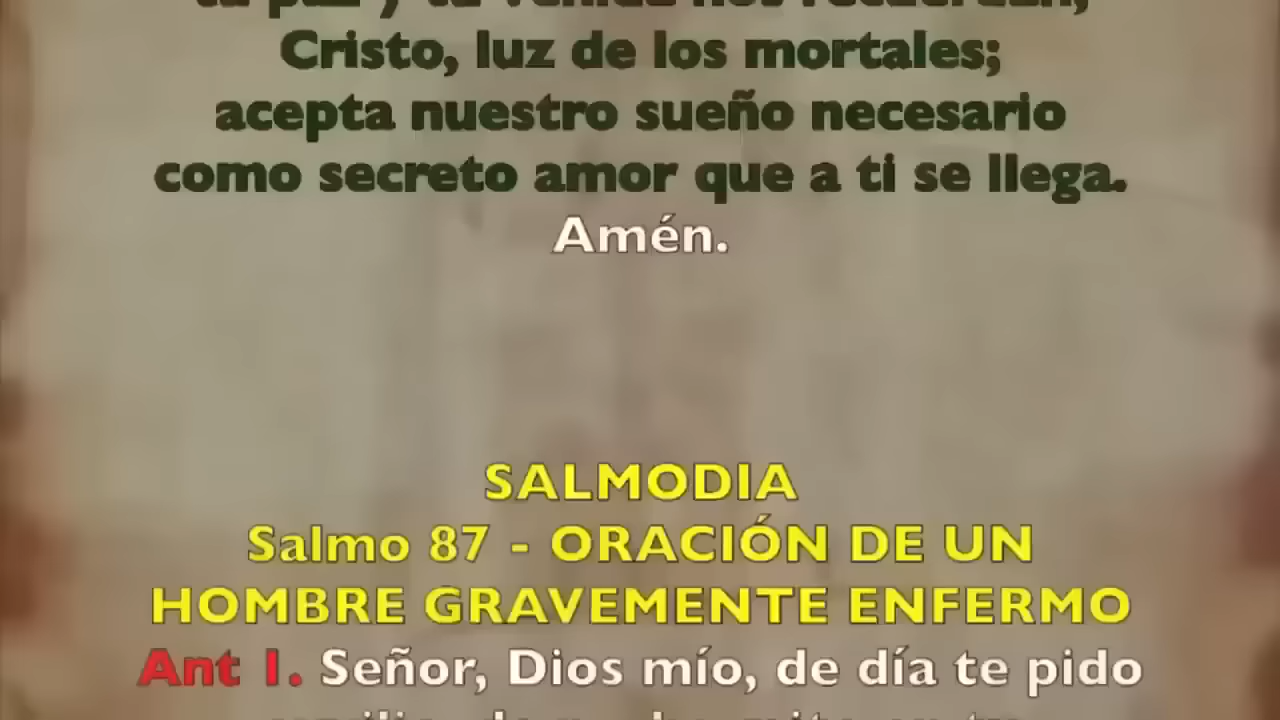 Cristo, luz de los mortales;
acepta nuestro sueño necesario
como secreto amor que a ti se llega.
Amén.
SALMODIA
Salmo 87 - ORACIÓN DE UN
HOMBRE GRAVEMENTE ENFERMO
Ant 1. Señor, Dios mío, de día te pido